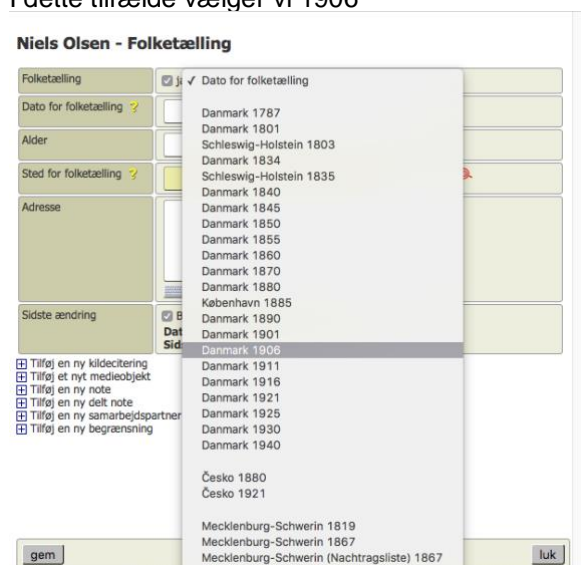 I dette tilfælde vælger vi 1906
Niels Olsen - Folketælling
Folketælling
✓ Dato for folketælling
Dato for folketælling
Alder
Sted for folketælling
Adresse
Sidste ændring
Danmark 1787
Danmark 1801
Schleswig-Holstein 1803
Danmark 1834
Schleswig-Holstein 1835
Danmark 1840
Danmark 1845
Danmark 1850
Danmark 1855
Danmark 1860
Danmark 1870
Danmark 1880
København 1885
Danmark 1890
Danmark 1901
Danmark 1906
Danmark 1911
Danmark 1916
Danmark 1921
Danmark 1925
Danmark 1930
Danmark 1940
Česko 1880
Česko 1921
Mecklenburg-Schwerin 1819
Mecklenburg-Schwerin 1867
Mecklenburg-Schwerin (Nachtragsliste) 1867
Tilføj en ny kildecitering
Tilføj et nyt medieobjekt
Tilføj en ny note
Tilføj en ny delt note
Tilføj en ny samarbejdspartner
Tilføj en ny begrænsning
gem
luk